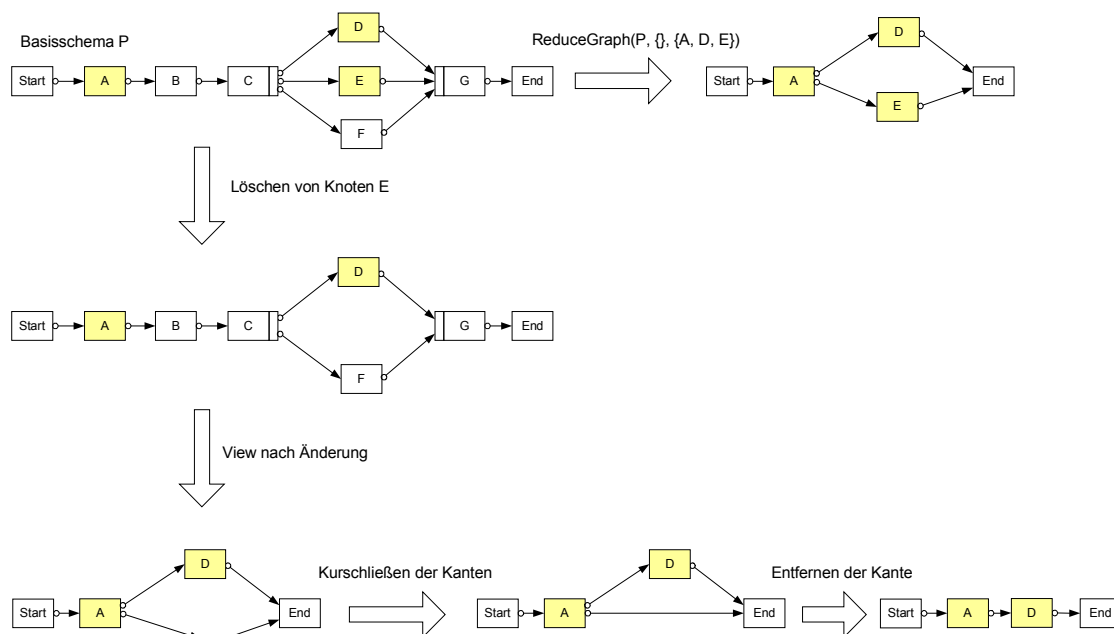 Basisschema P
ReduceGraph(P, {}, {A, D, E})
D
D
Start A B C E G End
Start A End
F
E
Löschen von Knoten E
D
Start A B C G End
F
View nach Änderung
D
Kurschließen der Kanten
D
Entfernen der Kante
Start A End
Start A End
Start A D End